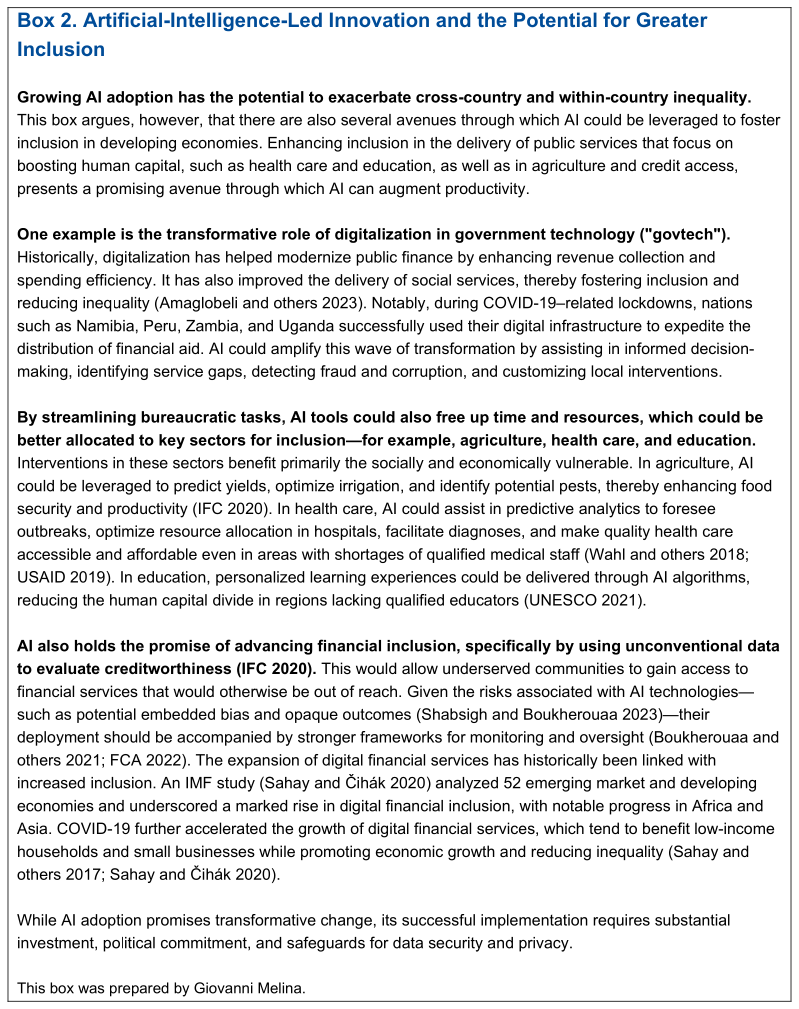 Box 2. Artificial-Intelligence-Led Innovation and the Potential for Greater
Inclusion
Growing AI adoption has the potential to exacerbate cross-country and within-country inequality.
This box argues, however, that there are also several avenues through which AI could be leveraged to foster
inclusion in developing economies. Enhancing inclusion in the delivery of public services that focus on
boosting human capital, such as health care and education, as well as in agriculture and credit access,
presents a promising avenue through which AI can augment productivity.
One example is the transformative role of digitalization in government technology ("govtech").
Historically, digitalization has helped modernize public finance by enhancing revenue collection and
spending efficiency. It has also improved the delivery of social services, thereby fostering inclusion and
reducing inequality (Amaglobeli and others 2023). Notably, during COVID-19–related lockdowns, nations
such as Namibia, Peru, Zambia, and Uganda successfully used their digital infrastructure to expedite the
distribution of financial aid. AI could amplify this wave of transformation by assisting in informed decision-
making, identifying service gaps, detecting fraud and corruption, and customizing local interventions.
By streamlining bureaucratic tasks, AI tools could also free up time and resources, which could be
better allocated to key sectors for inclusion—for example, agriculture, health care, and education.
Interventions in these sectors benefit primarily the socially and economically vulnerable. In agriculture, AI
could be leveraged to predict yields, optimize irrigation, and identify potential pests, thereby enhancing food
security and productivity (IFC 2020). In health care, AI could assist in predictive analytics to foresee
outbreaks, optimize resource allocation in hospitals, facilitate diagnoses, and make quality health care
accessible and affordable even in areas with shortages of qualified medical staff (Wahl and others 2018;
USAID 2019). In education, personalized learning experiences could be delivered through AI algorithms,
reducing the human capital divide in regions lacking qualified educators (UNESCO 2021).
AI also holds the promise of advancing financial inclusion, specifically by using unconventional data
to evaluate creditworthiness (IFC 2020). This would allow underserved communities to gain access to
financial services that would otherwise be out of reach. Given the risks associated with AI technologies—
such as potential embedded bias and opaque outcomes (Shabsigh and Boukherouaa 2023)—their
deployment should be accompanied by stronger frameworks for monitoring and oversight (Boukherouaa and
others 2021; FCA 2022). The expansion of digital financial services has historically been linked with
increased inclusion. An IMF study (Sahay and Čihák 2020) analyzed 52 emerging market and developing
economies and underscored a marked rise in digital financial inclusion, with notable progress in Africa and
Asia. COVID-19 further accelerated the growth of digital financial services, which tend to benefit low-income
households and small businesses while promoting economic growth and reducing inequality (Sahay and
others 2017; Sahay and Čihák 2020).
While AI adoption promises transformative change, its successful implementation requires substantial
investment, political commitment, and safeguards for data security and privacy.
This box was prepared by Giovanni Melina.